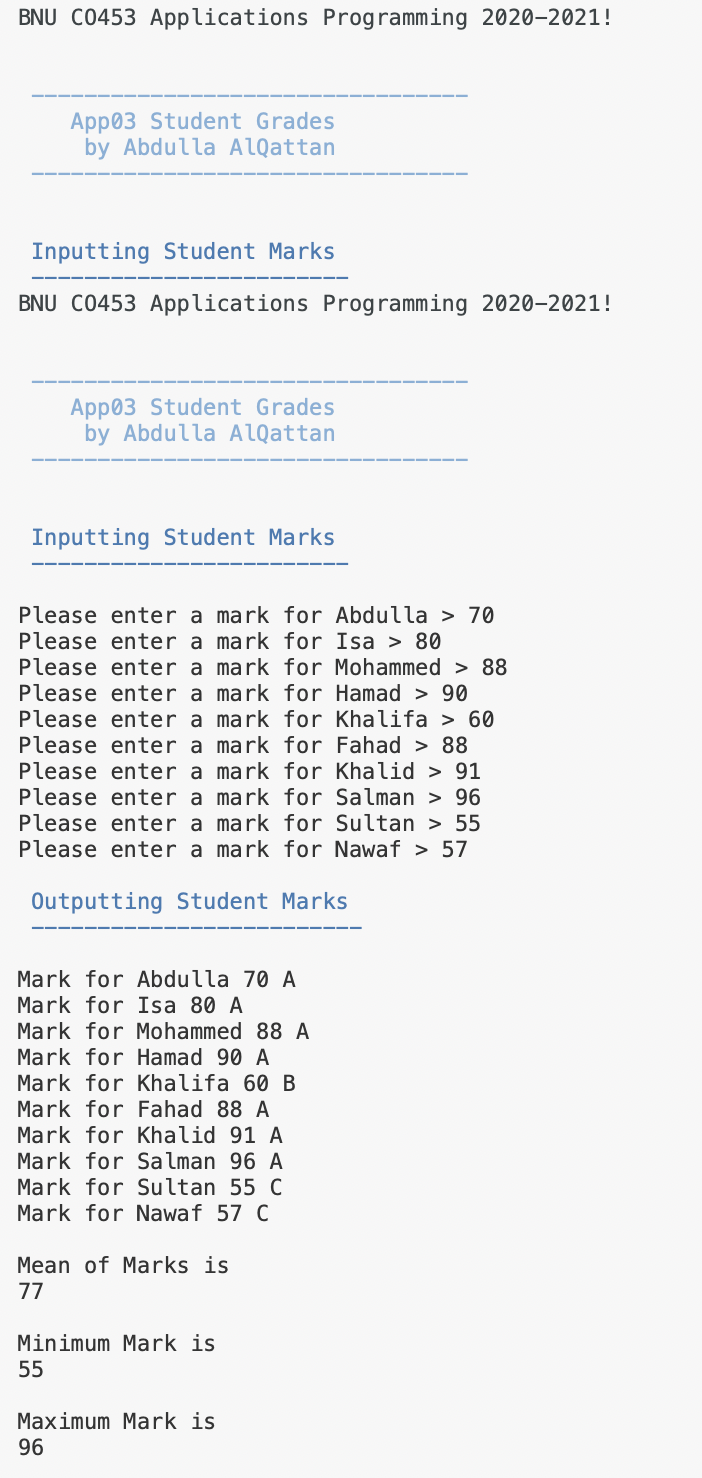 BNU CO453 Applications Programming 2020-2021!
---------------------------------
App03 Student Grades
by Abdulla AlQattan
---------------------------------
Inputting Student Marks
------------------------
BNU CO453 Applications Programming 2020-2021!
---------------------------------
App03 Student Grades
by Abdulla AlQattan
---------------------------------
Inputting Student Marks
------------------------
Please enter a mark for Abdulla > 70
Please enter a mark for Isa > 80
Please enter a mark for Mohammed > 88
Please enter a mark for Hamad > 90
Please enter a mark for Khalifa > 60
Please enter a mark for Fahad > 88
Please enter a mark for Khalid > 91
Please enter a mark for Salman > 96
Please enter a mark for Sultan > 55
Please enter a mark for Nawaf > 57
Outputting Student Marks
-------------------------
Mark for Abdulla 70 A
Mark for Isa 80 A
Mark for Mohammed 88 A
Mark for Hamad 90 A
Mark for Khalifa 60 B
Mark for Fahad 88 A
Mark for Khalid 91 A
Mark for Salman 96 A
Mark for Sultan 55 C
Mark for Nawaf 57 C
Mean of Marks is
77
Minimum Mark is
55
Maximum Mark is
96